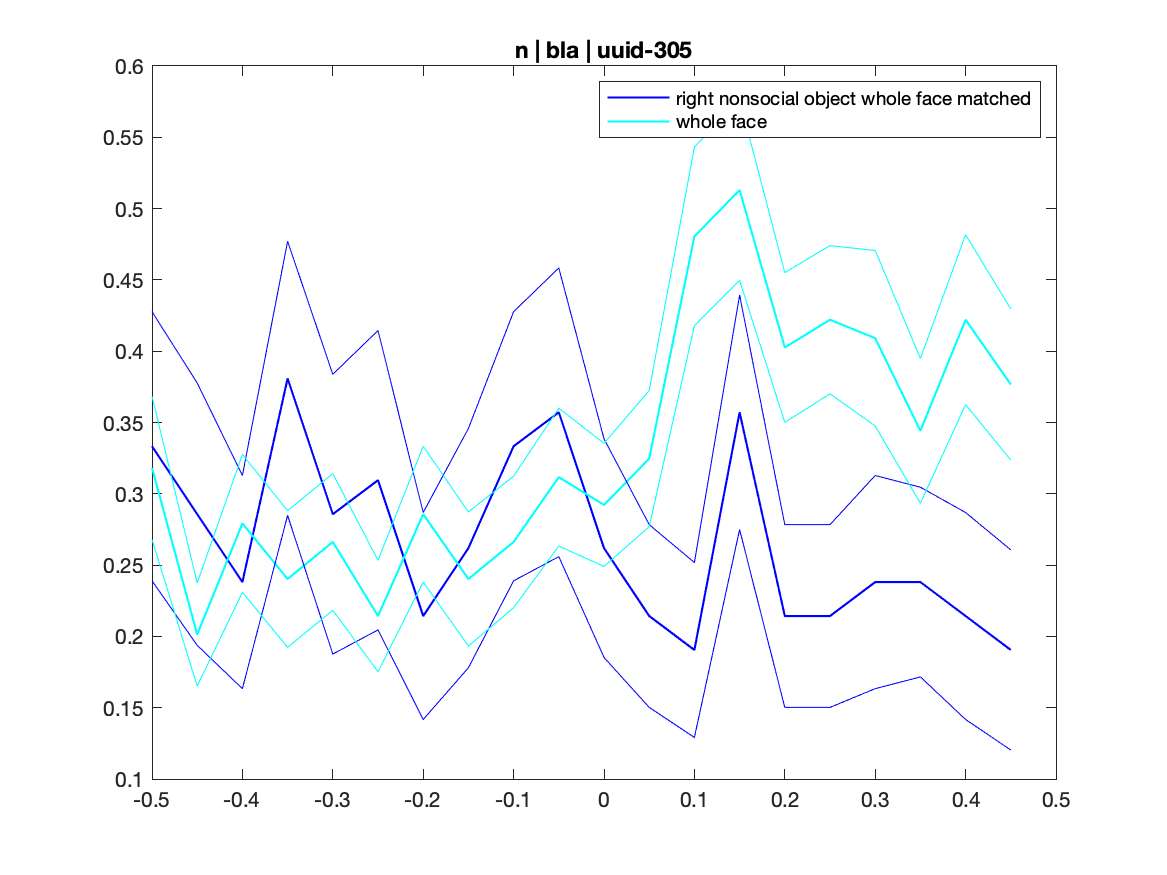 n | bla | uuid-305
right nonsocial object whole face matched
whole face
0.6
0.55
0.5
0.45
0.4
0.35
0.3
0.25
0.2
0.15
0.1
-0.5 -0.4 -0.3 -0.2 -0.1 0 0.1 0.2 0.3 0.4 0.5